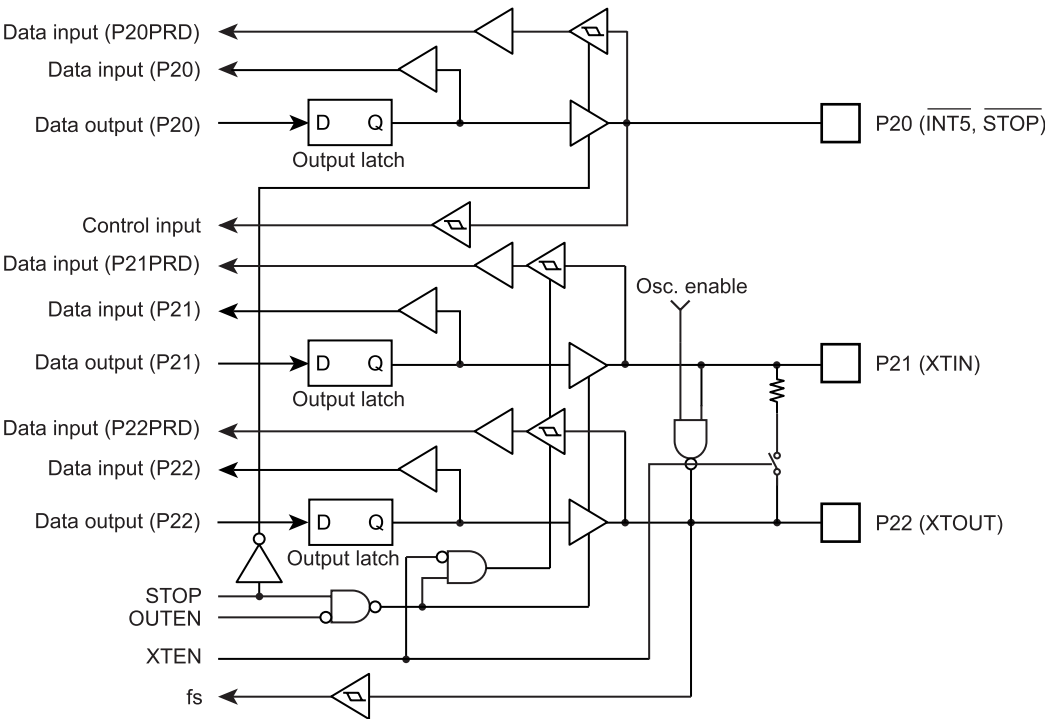 Data input (P20PRD)
Data input (P20)
Data output (P20)
D Q
Output latch
P20 (INT5, STOP)
Control input
Data input (P21PRD)
Osc. enable
Data input (P21)
Data output (P21)
D Q
Output latch
P21 (XTIN)
Data input (P22PRD)
Data input (P22)
Data output (P22)
D Q
Output latch
P22 (XTOUT)
STOP
OUTEN
XTEN
fs